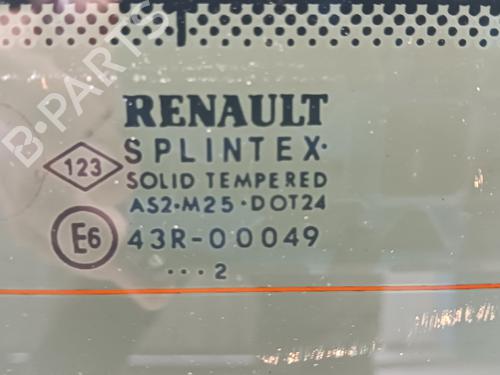 B-PARTS
RENAULT
123 SPLINTEX·
SOLID TEMPERED
AS2·M25·DOT24
E6 43R-00049
···2